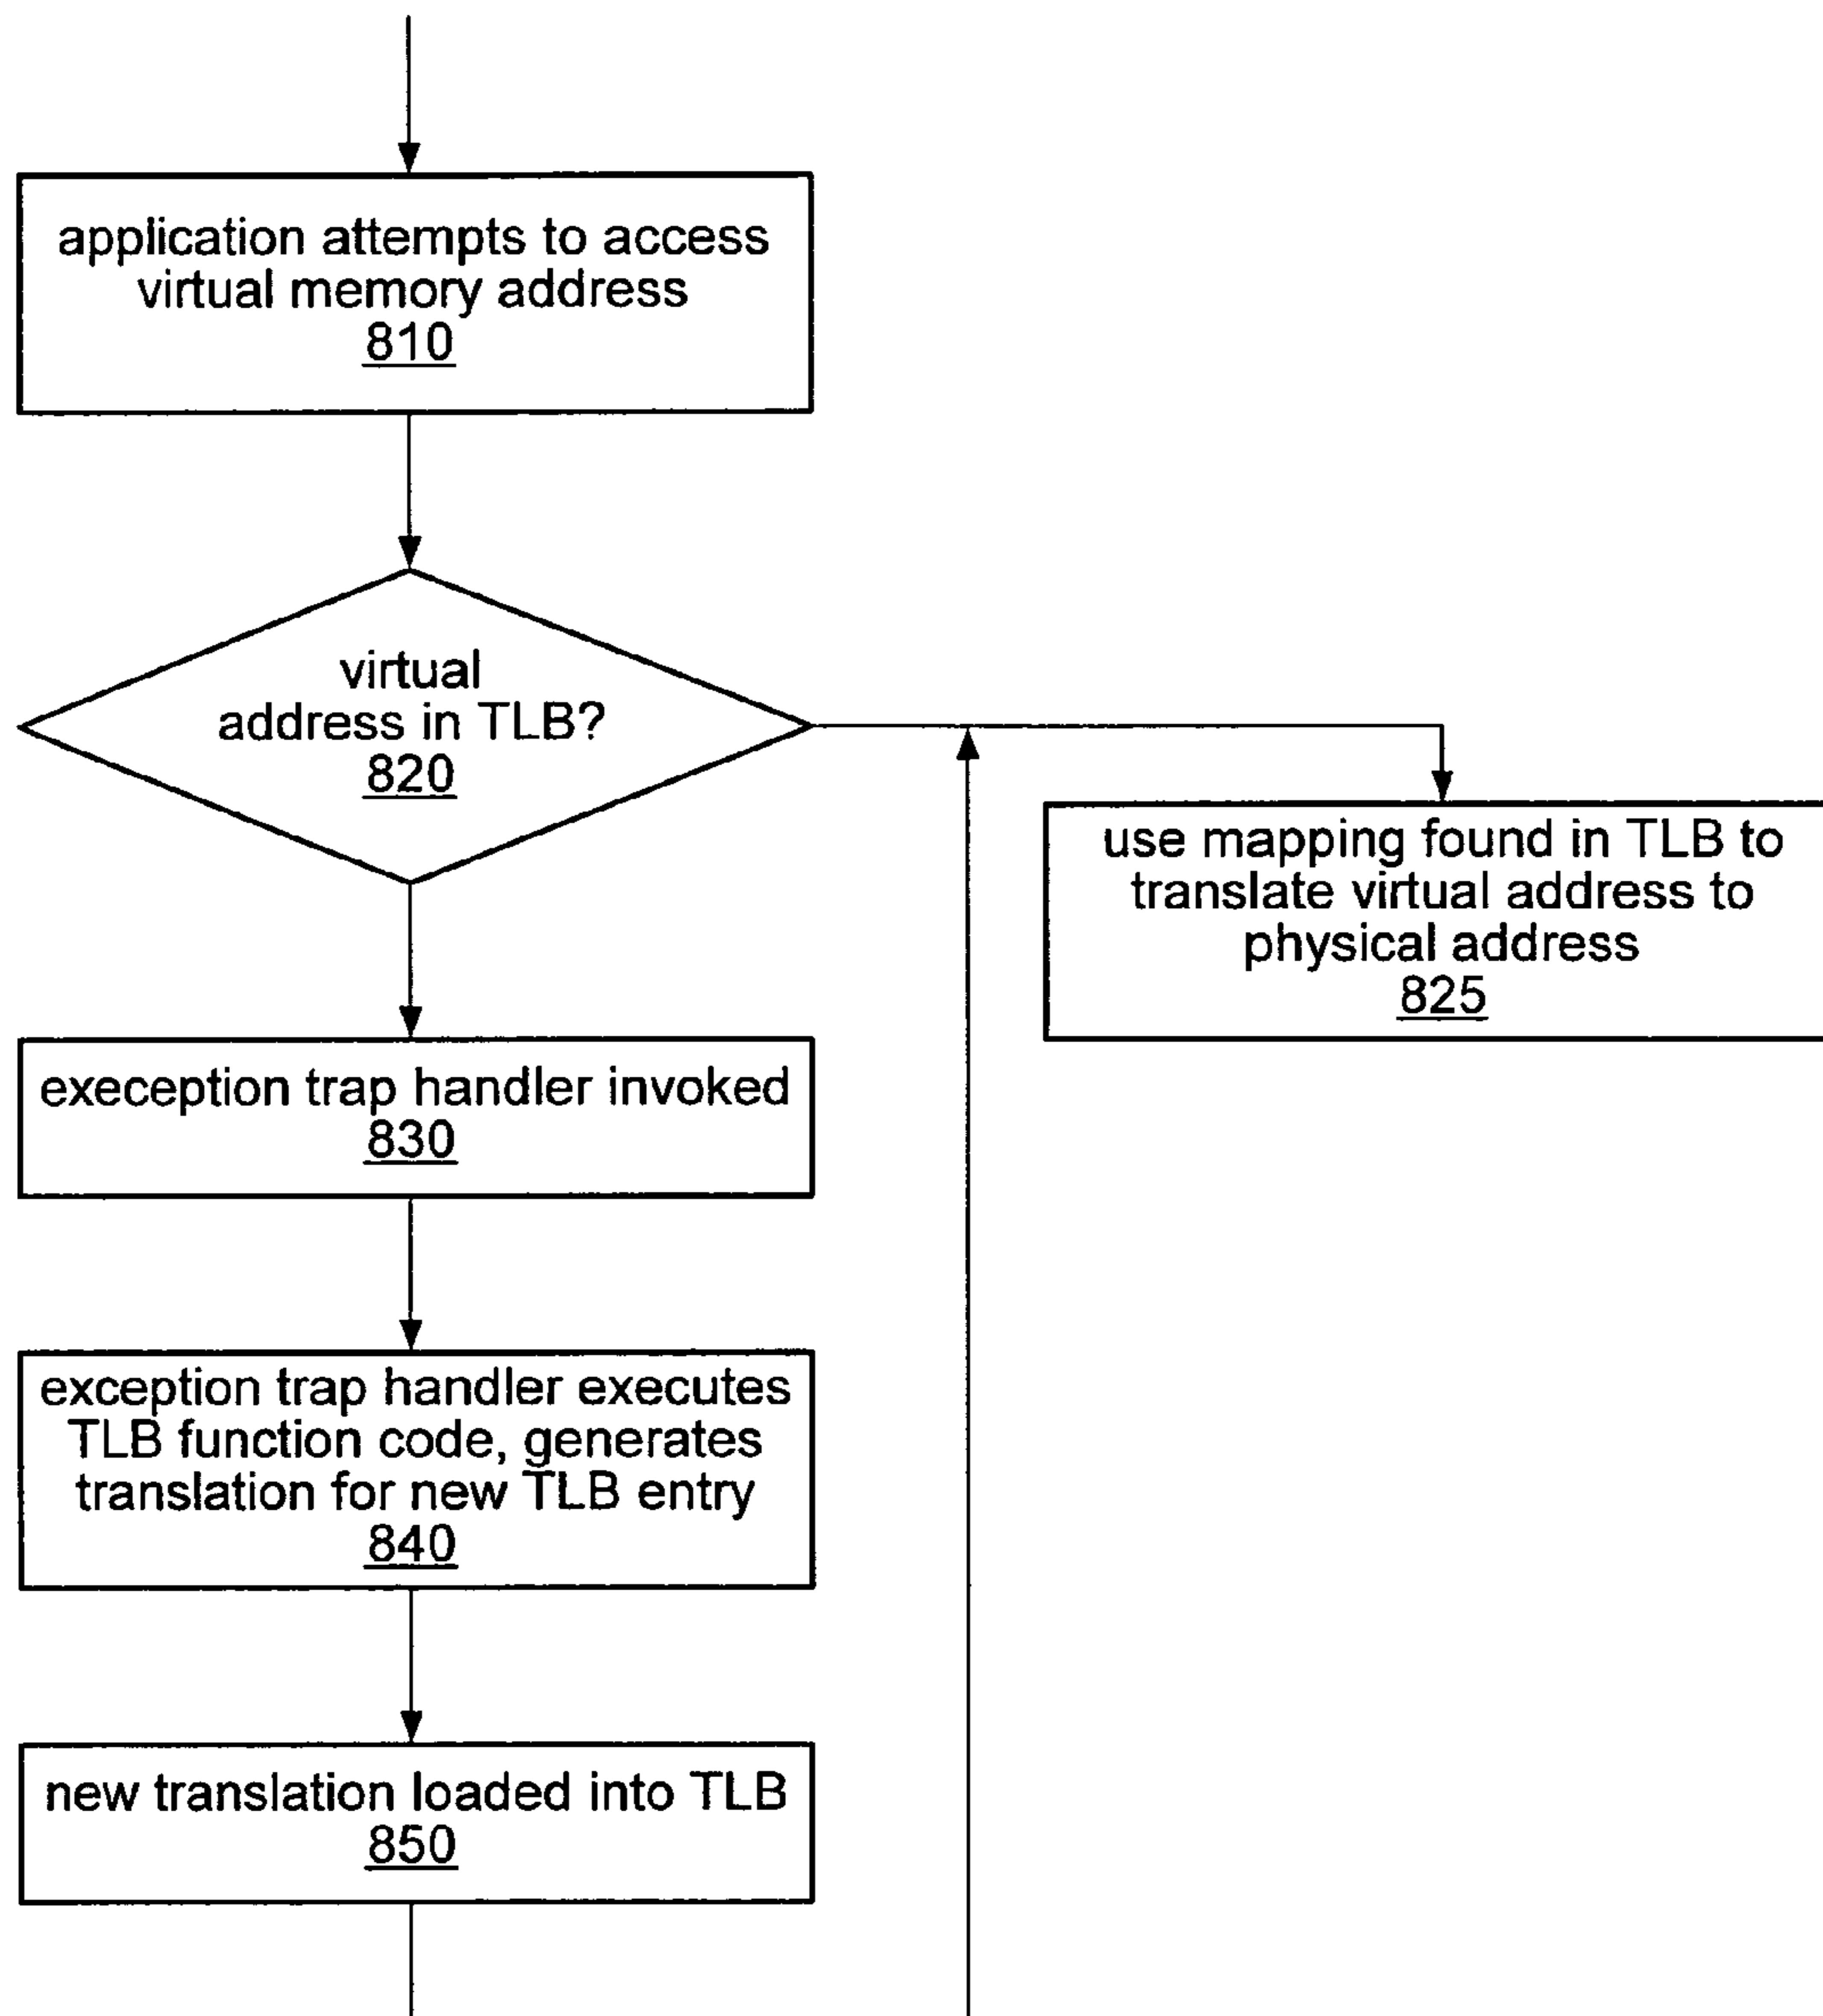 application attempts to access
virtual memory address
810
virtual
address in TLB?
820
use mapping found in TLB to
translate virtual address to
physical address
825
exeception trap handler invoked
830
exception trap handler executes
TLB function code, generates
translation for new TLB entry
840
new translation loaded into TLB
850